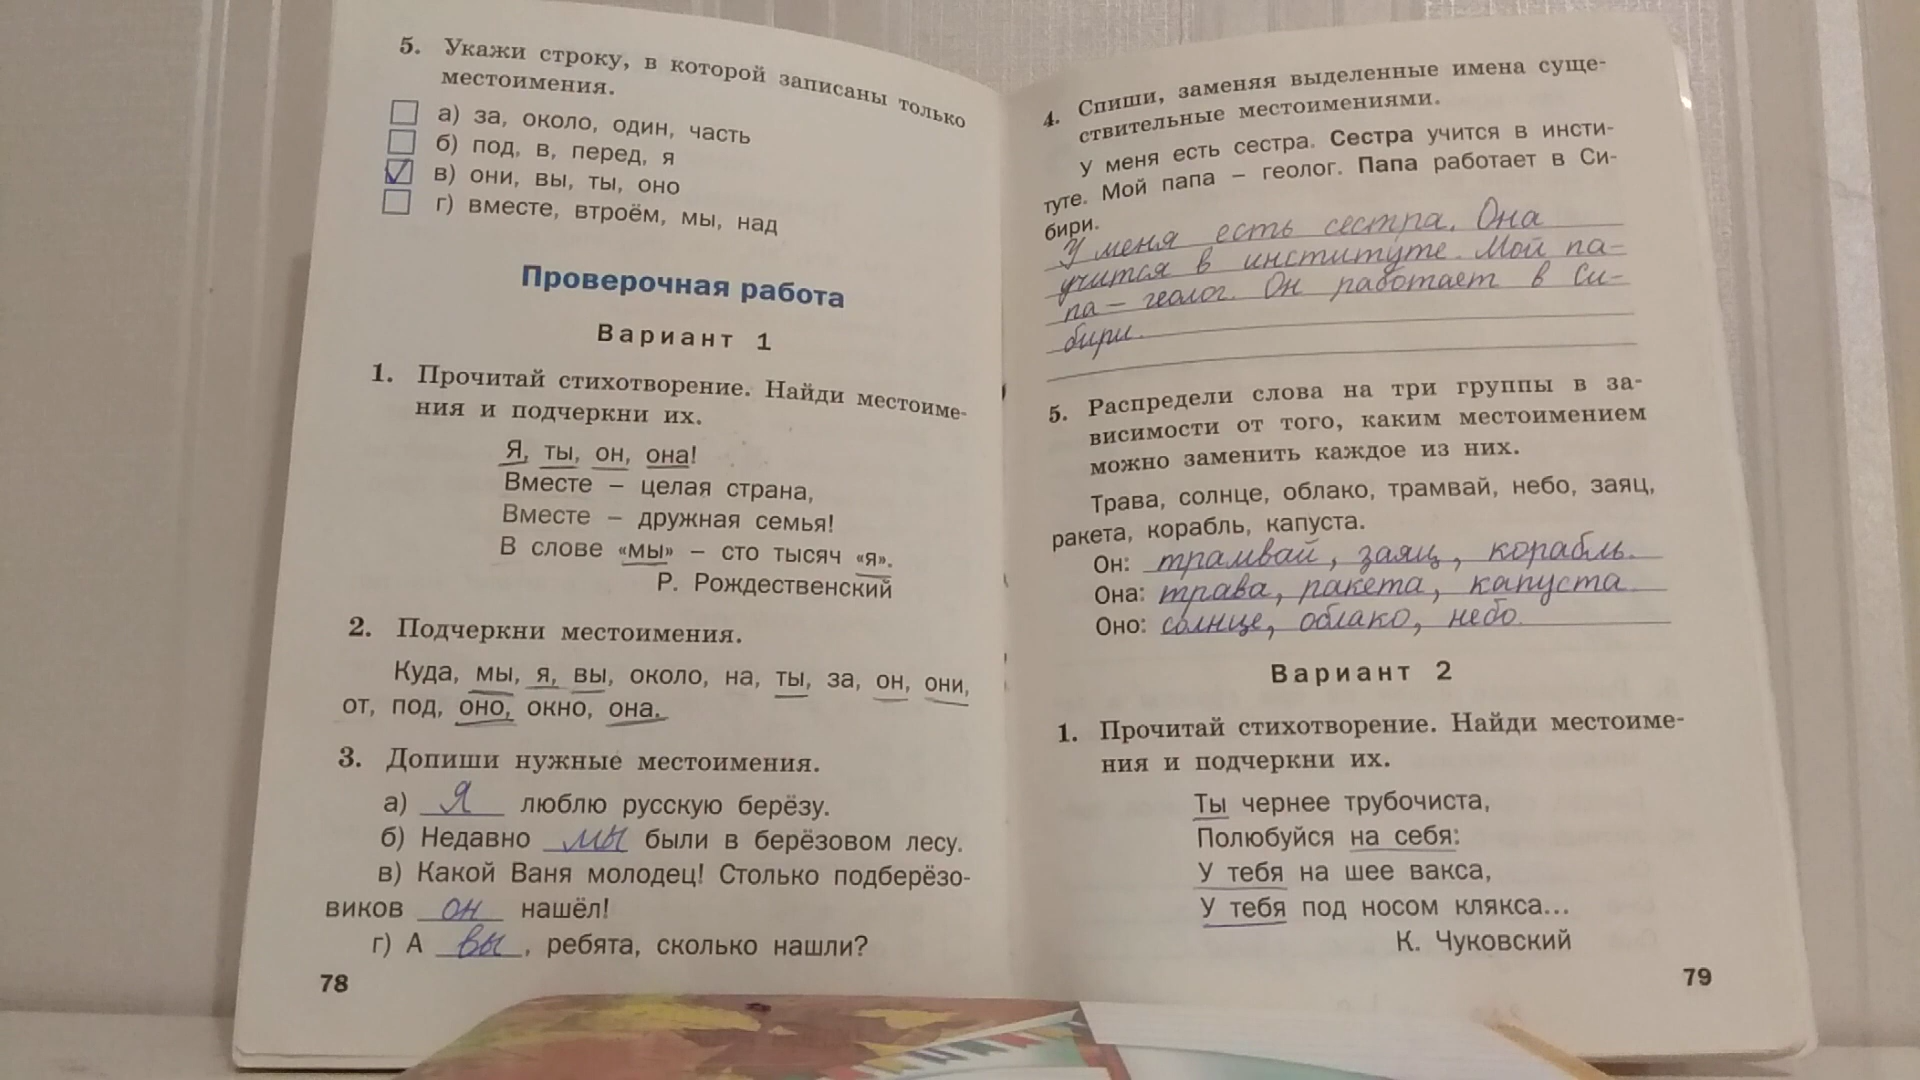 5. Укажи строку, в которой записаны только
местоимения.
а) за, около, один, часть
б) под, в, перед, я
в) они, вы, ты, оно
г) вместе, втроём, мы, над
Проверочная работа
Вариант 1
1. Прочитай стихотворение. Найди местоиме-
ния и подчеркни их.
Я, ты, он, она!
Вместе – целая страна,
Вместе – дружная семья!
В слове «мы» – сто тысяч «я».
Р. Рождественский
2. Подчеркни местоимения.
Куда, мы, я, вы, около, на, ты, за, он, они,
от, под, оно, окно, она.
3. Допиши нужные местоимения.
а) Я люблю русскую берёзу.
б) Недавно мы были в берёзовом лесу.
в) Какой Ваня молодец! Столько подберёзо-
виков он нашёл!
г) А вы, ребята, сколько нашли?
78
4. Спиши, заменяя выделенные имена суще-
ствительные местоимениями.
У меня есть сестра. Сестра учится в инсти-
туте. Мой папа – геолог. Папа работает в Си-
бири.
У меня есть сестра. Она
учится в институте. Мой па-
па – геолог. Он работает в Си-
бири.
5. Распредели слова на три группы в за-
висимости от того, каким местоимением
можно заменить каждое из них.
Трава, солнце, облако, трамвай, небо, заяц,
ракета, корабль, капуста.
Он: трамвай, заяц, корабль.
Она: трава, ракета, капуста.
Оно: солнце, облако, небо.
Вариант 2
1. Прочитай стихотворение. Найди местоиме-
ния и подчеркни их.
Ты чернее трубочиста,
Полюбуйся на себя:
У тебя на шее вакса,
У тебя под носом клякса...
К. Чуковский
79